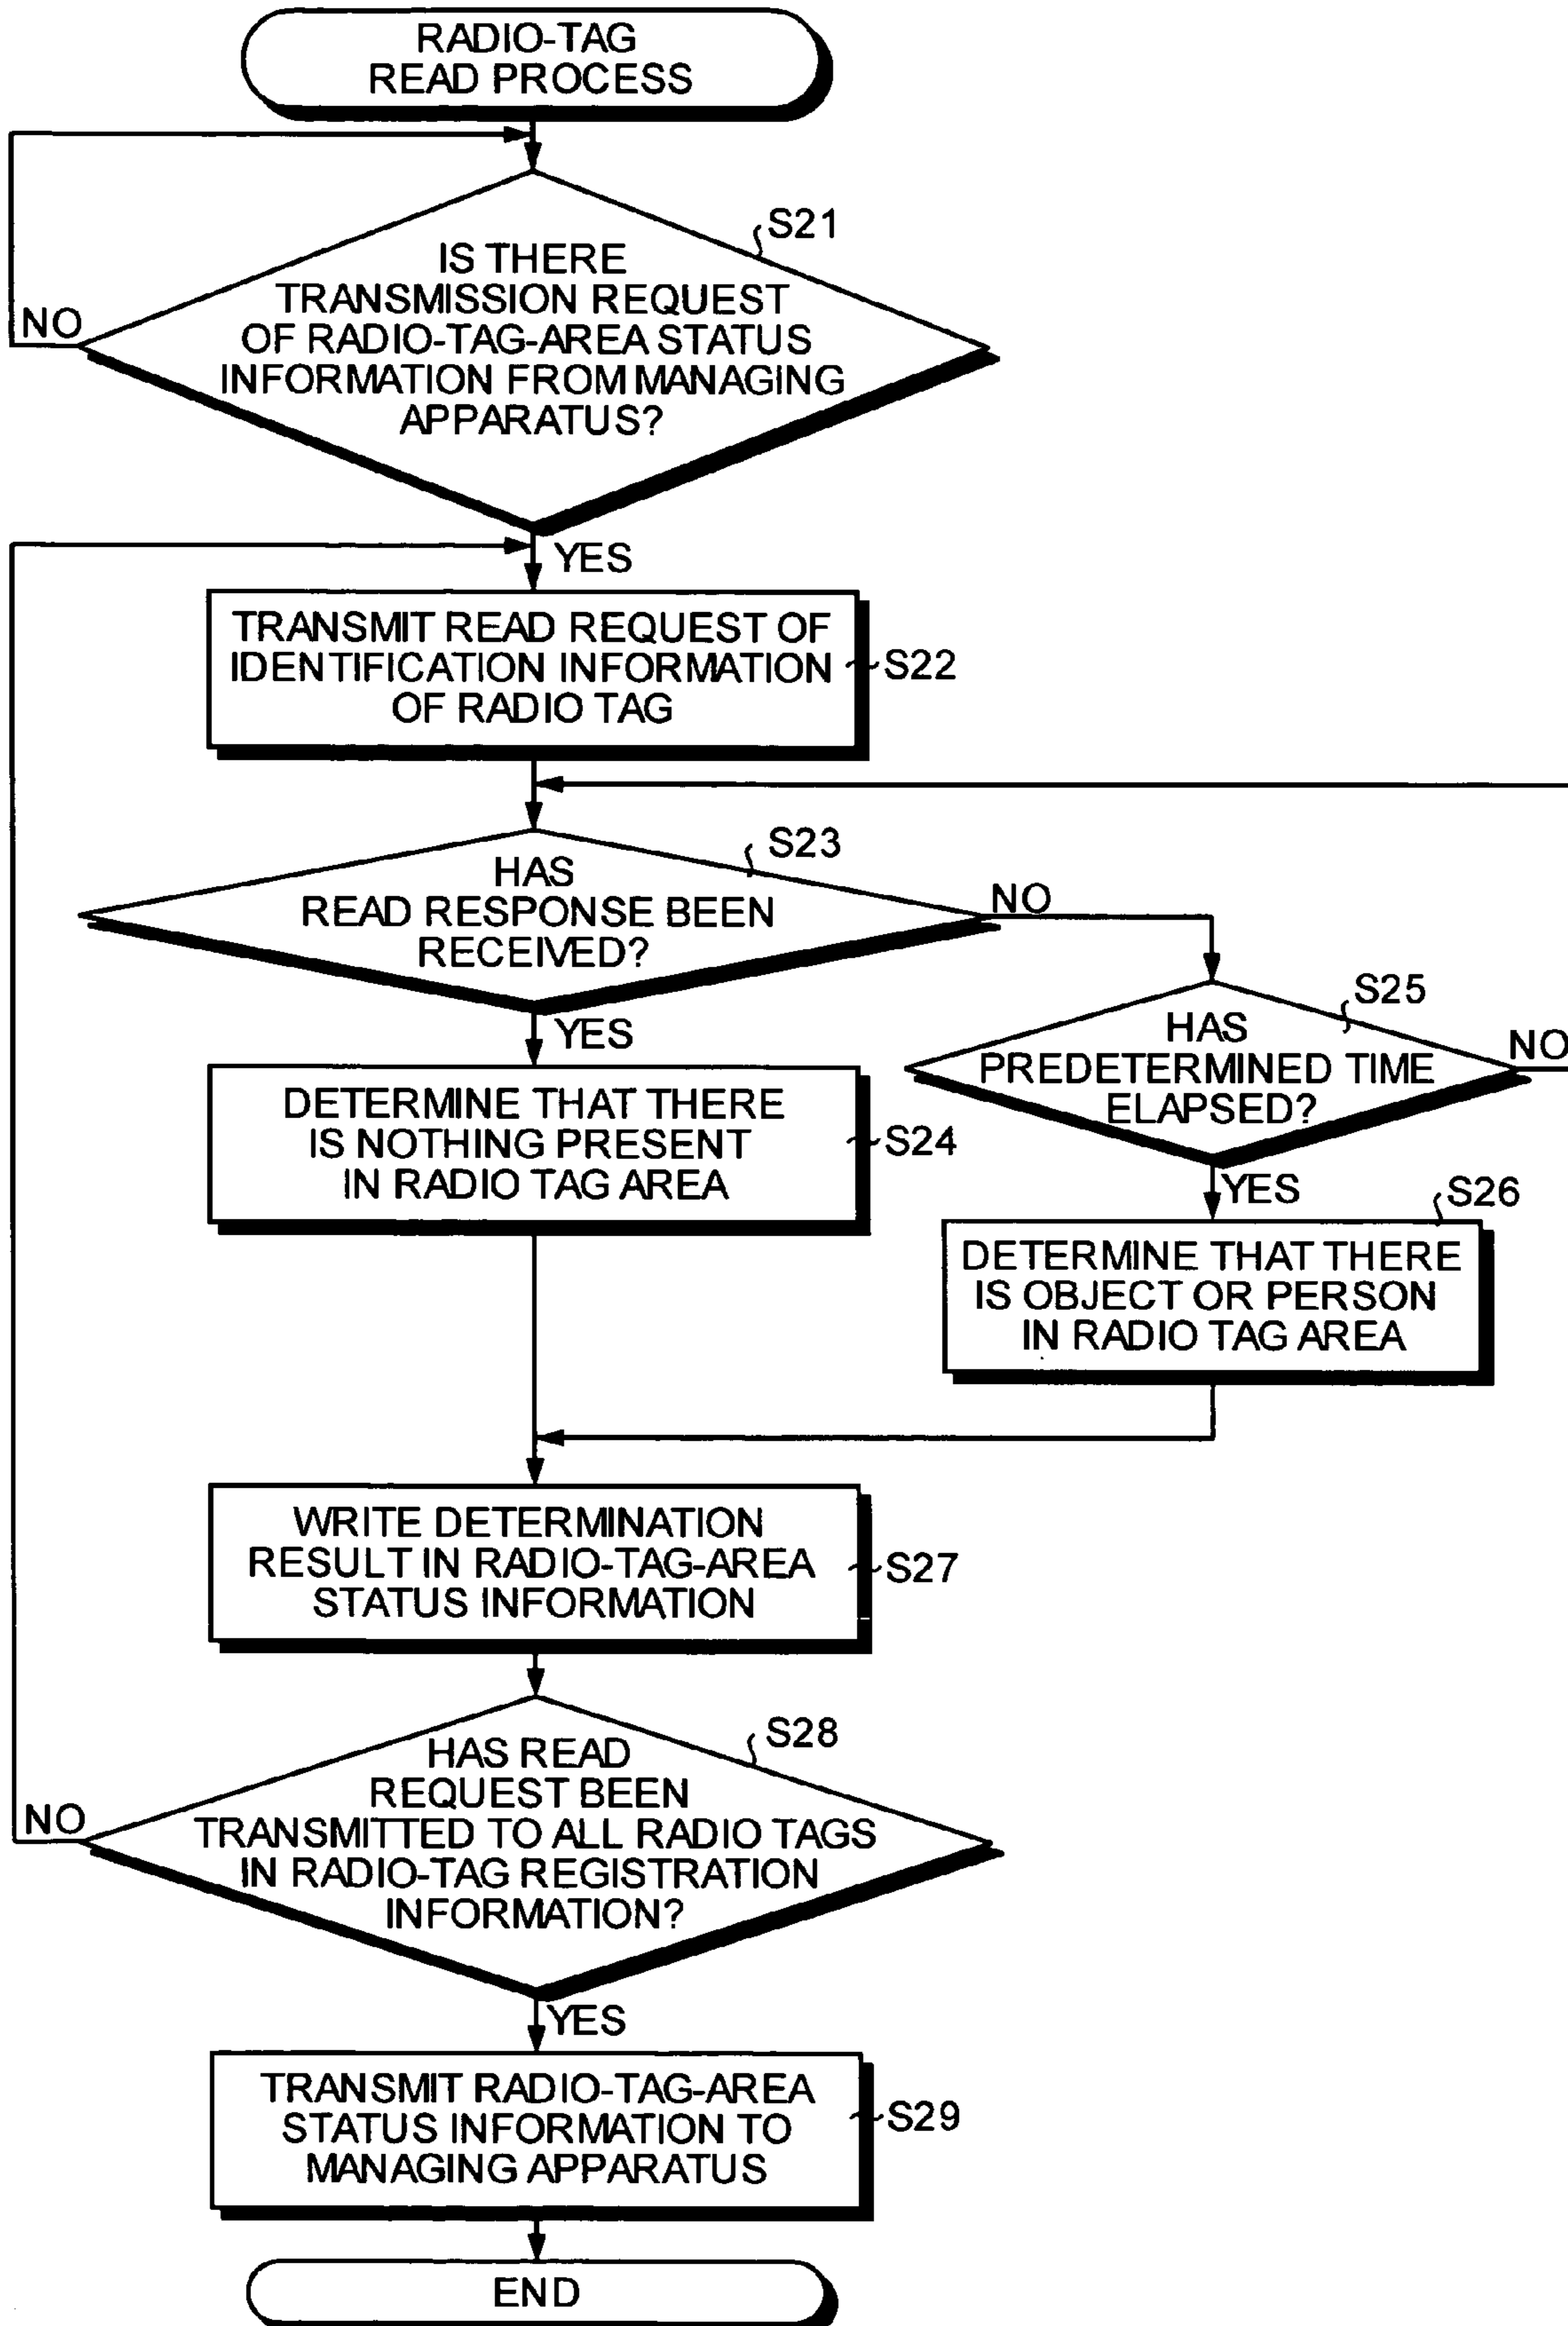 RADIO-TAG
READ PROCESS
S21
IS THERE
TRANSMISSION REQUEST
OF RADIO-TAG-AREA STATUS
INFORMATION FROM MANAGING
APPARATUS?
NO
YES
TRANSMIT READ REQUEST OF
IDENTIFICATION INFORMATION
OF RADIO TAG
S22
S23
HAS
READ RESPONSE BEEN
RECEIVED?
NO
YES
S25
HAS
PREDETERMINED TIME
ELAPSED?
NO
YES
DETERMINE THAT THERE
IS NOTHING PRESENT
IN RADIO TAG AREA
S24
S26
DETERMINE THAT THERE
IS OBJECT OR PERSON
IN RADIO TAG AREA
WRITE DETERMINATION
RESULT IN RADIO-TAG-AREA
STATUS INFORMATION
S27
S28
HAS READ
REQUEST BEEN
TRANSMITTED TO ALL RADIO TAGS
IN RADIO-TAG REGISTRATION
INFORMATION?
NO
YES
TRANSMIT RADIO-TAG-AREA
STATUS INFORMATION TO
MANAGING APPARATUS
S29
END